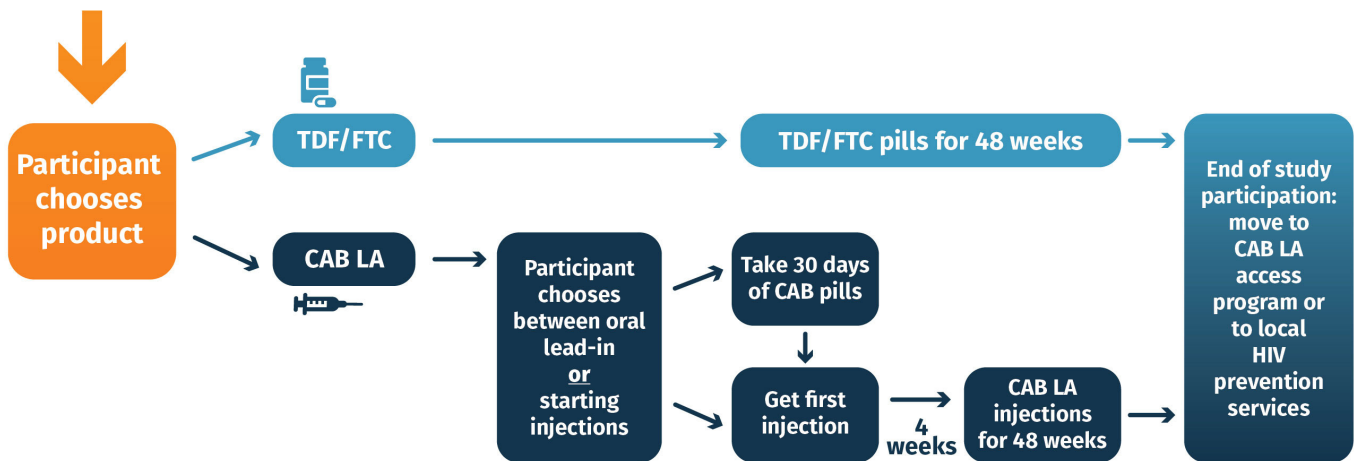 Participant
chooses
product
TDF/FTC
TDF/FTC pills for 48 weeks
CAB LA
Participant
chooses
between oral
lead-in
or
starting
injections
Take 30 days
of CAB pills
Get first
injection
4
weeks
CAB LA
injections
for 48 weeks
End of study
participation:
move to
CAB LA
access
program or
to local
HIV
prevention
services